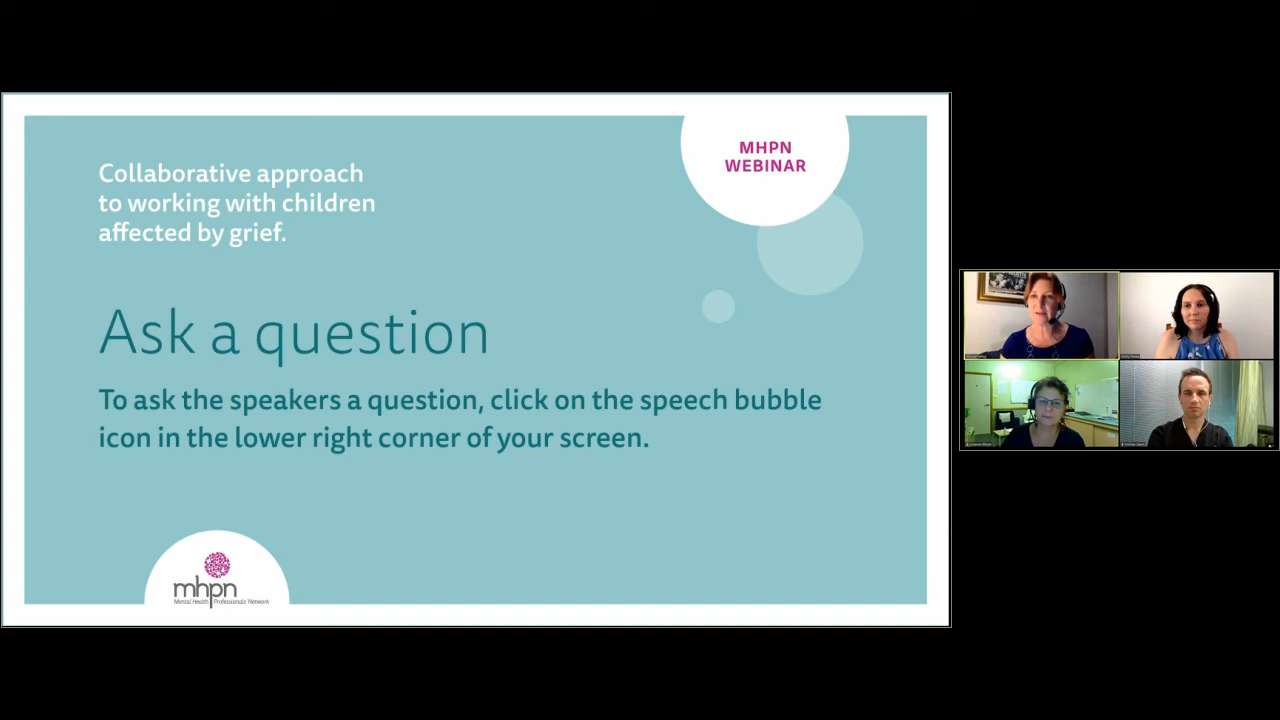 Collaborative approach
to working with children
affected by grief.
MHPN
WEBINAR
Ask a question
To ask the speakers a question, click on the speech bubble
icon in the lower right corner of your screen.
mhpn
Mental Health Professionals' Network